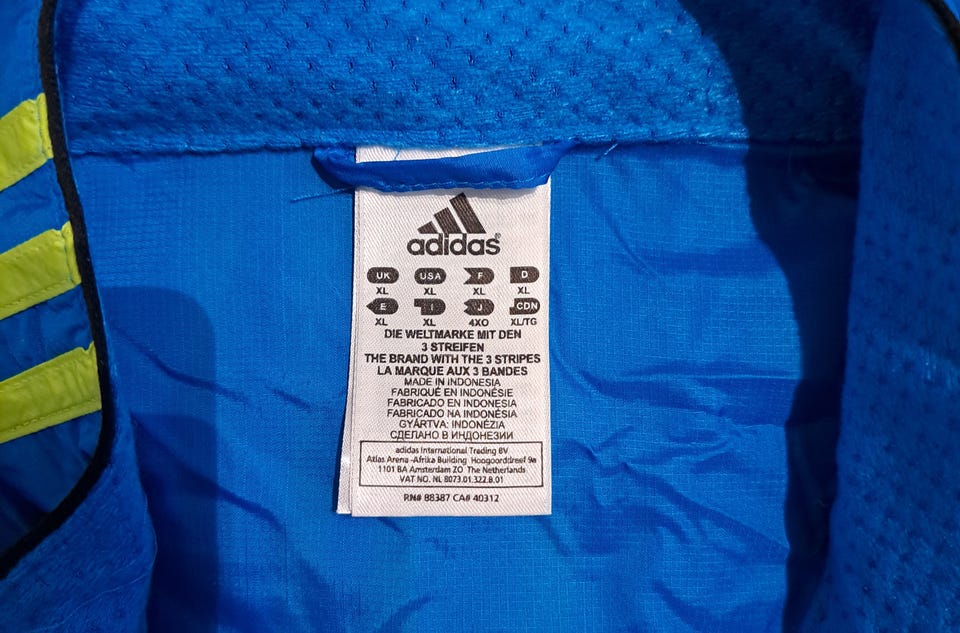 adidas®
UK USA F D
XL XL XL XL
E I J CDN
XL XL 4XO XL/TG
DIE WELTMARKE MIT DEN
3 STREIFEN
THE BRAND WITH THE 3 STRIPES
LA MARQUE AUX 3 BANDES
MADE IN INDONESIA
FABRIQUÉ EN INDONÉSIE
FABRICADO EN INDONESIA
FABRICADO NA INDONÉSIA
GYÁRTVA: INDONÉZIA
СДЕЛАНО В ИНДОНЕЗИИ
adidas International Trading BV
Atlas Arena -Afrika Building Hoogoorddreef 9a
1101 BA Amsterdam ZO The Netherlands
VAT NO. NL 8073.01.322.B.01
RN# 88387 CA# 40312